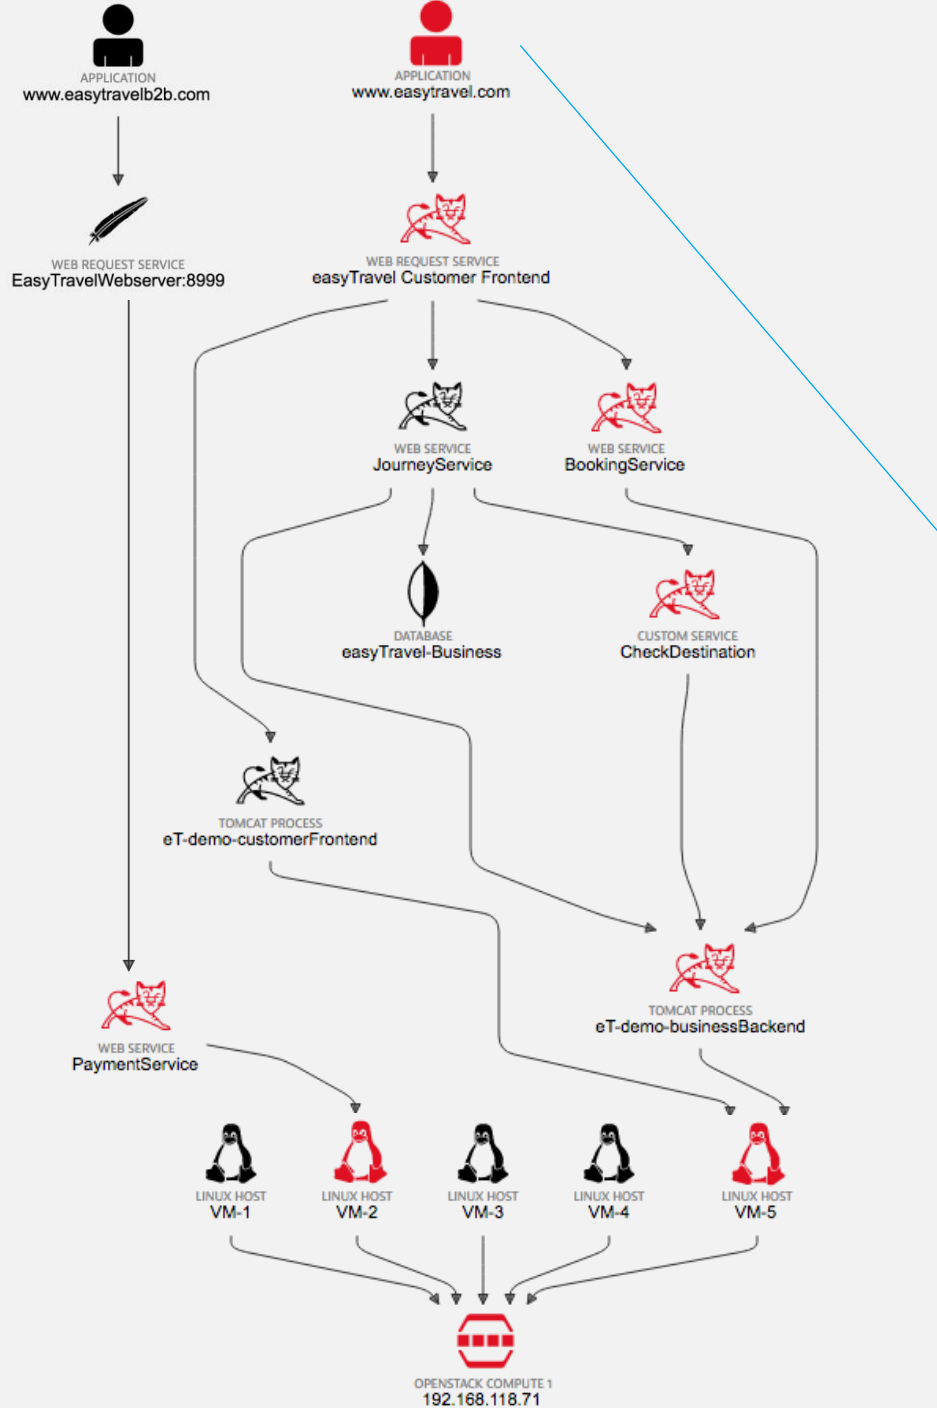 APPLICATION
www.easytravelb2b.com
APPLICATION
www.easytravel.com
WEB REQUEST SERVICE
EasyTravelWebserver:8999
WEB REQUEST SERVICE
easyTravel Customer Frontend
WEB SERVICE
JourneyService
WEB SERVICE
BookingService
DATABASE
easyTravel-Business
CUSTOM SERVICE
CheckDestination
TOMCAT PROCESS
eT-demo-customerFrontend
TOMCAT PROCESS
eT-demo-businessBackend
WEB SERVICE
PaymentService
LINUX HOST
VM-1
LINUX HOST
VM-2
LINUX HOST
VM-3
LINUX HOST
VM-4
LINUX HOST
VM-5
OPENSTACK COMPUTE 1
192.168.118.71